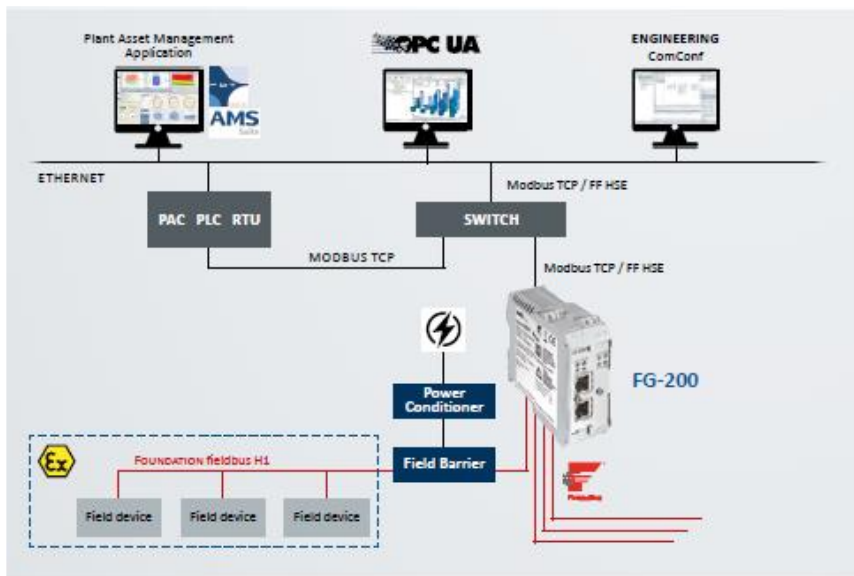 Plant Asset Management
Application
AMS
Suite
OPC UA
ENGINEERING
ComConf
ETHERNET
Modbus TCP / FF HSE
PAC PLC RTU
SWITCH
MODBUS TCP
Modbus TCP / FF HSE
FG-200
Power
Conditioner
Ex
FOUNDATION fieldbus H1
Field Barrier
Field device
Field device
Field device